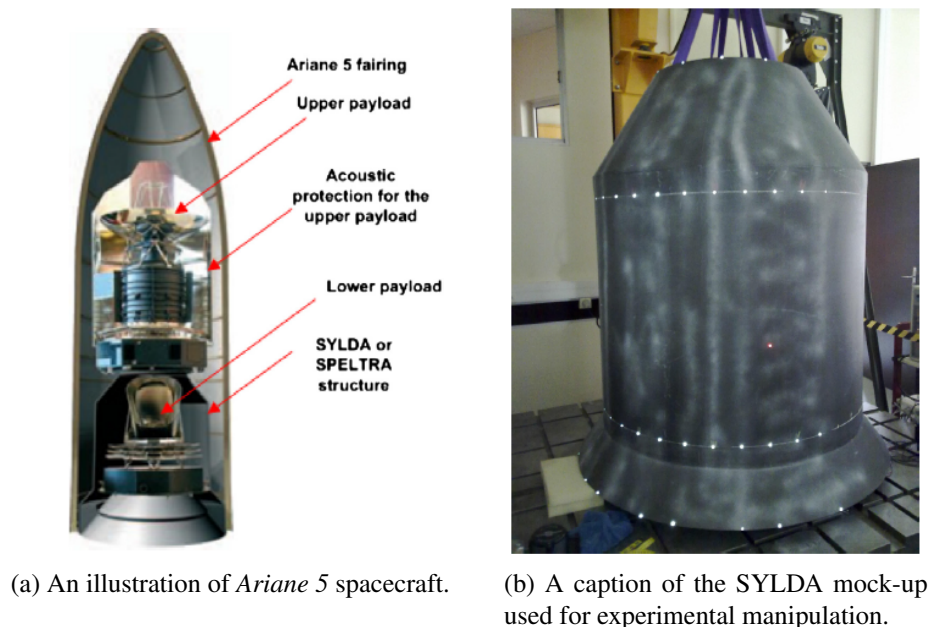 Ariane 5 fairing
Upper payload
Acoustic
protection for the
upper payload
Lower payload
SYLDA or
SPELTRA
structure
(a) An illustration of Ariane 5 spacecraft.
(b) A caption of the SYLDA mock-up
used for experimental manipulation.